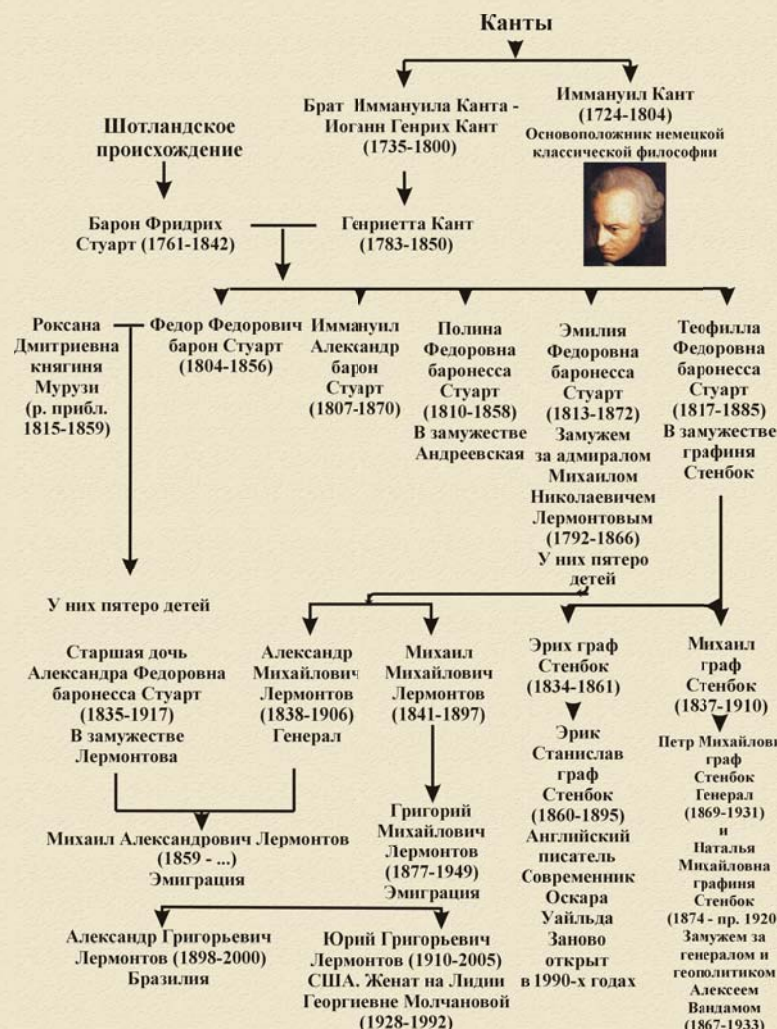 Канты
Брат Иммануила Канта -
Иоганн Генрих Кант
(1735-1800)
Иммануил Кант
(1724-1804)
Основоположник немецкой
классической философии
Шотландское
происхождение
Барон Фридрих
Стуарт (1761-1842)
Генриетта Кант
(1783-1850)
Роксана
Дмитриевна
княгиня
Мурузи
(р. прибл.
1815-1859)
Федор Федорович
барон Стуарт
(1804-1856)
Иммануил
Александр
барон
Стуарт
(1807-1870)
Полина
Федоровна
баронесса
Стуарт
(1810-1858)
В замужестве
Андреевская
Эмилия
Федоровна
баронесса
Стуарт
(1813-1872)
Замужем
за адмиралом
Михаилом
Николаевичем
Лермонтовым
(1792-1866)
У них пятеро
детей
Теофилла
Федоровна
баронесса
Стуарт
(1817-1885)
В замужестве
графиня
Стенбок
У них пятеро детей
Старшая дочь
Александра Федоровна
баронесса Стуарт
(1835-1917)
В замужестве
Лермонтова
Александр
Михайлович
Лермонтов
(1838-1906)
Генерал
Михаил
Михайлович
Лермонтов
(1841-1897)
Эрих граф
Стенбок
(1834-1861)
Михаил
граф
Стенбок
(1837-1910)
Михаил Александрович Лермонтов
(1859 - ...)
Эмиграция
Григорий
Михайлович
Лермонтов
(1877-1949)
Эмиграция
Эрик
Станислав
граф
Стенбок
(1860-1895)
Английский
писатель
Современник
Оскара
Уайльда
Заново
открыт
в 1990-х годах
Петр Михайлови
граф
Стенбок
Генерал
(1869-1931)
и
Наталья
Михайловна
графиня
Стенбок
(1874 - пр. 1920
Замужем за
генералом и
геополитиком
Алексеем
Вандамом
(1867-1933)
Александр Григорьевич
Лермонтов (1898-2000)
Бразилия
Юрий Григорьевич
Лермонтов (1910-2005)
США. Женат на Лидии
Георгиевне Молчановой
(1928-1992)